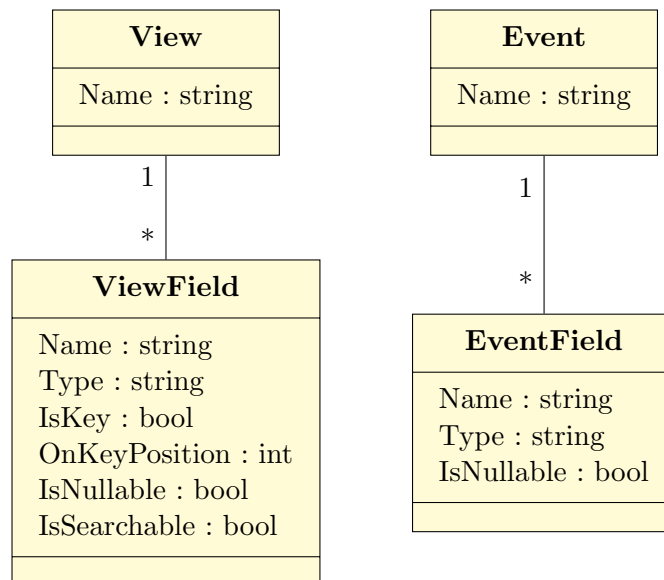 View
Name : string
1
*
ViewField
Name : string
Type : string
IsKey : bool
OnKeyPosition : int
IsNullable : bool
IsSearchable : bool
Event
Name : string
1
*
EventField
Name : string
Type : string
IsNullable : bool